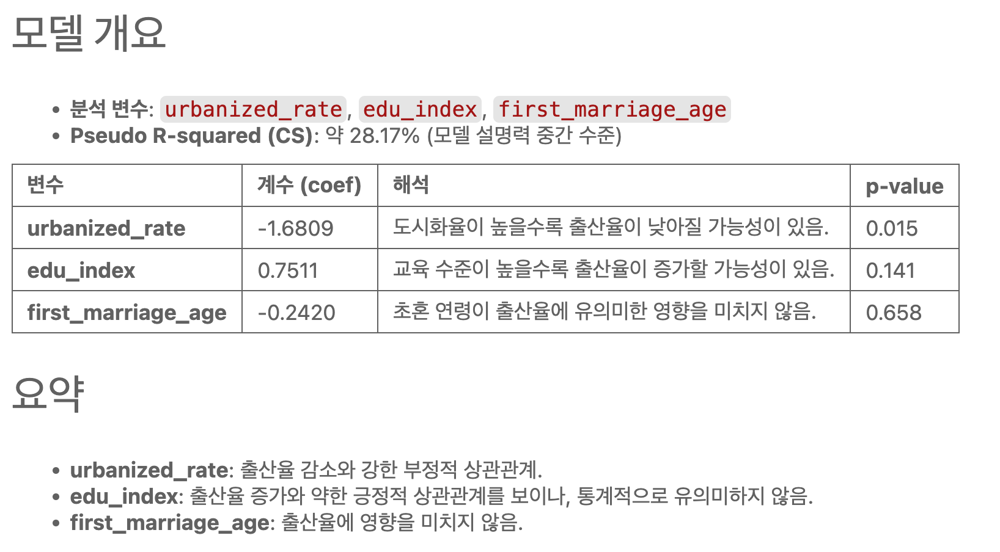 모델 개요
분석 변수: urbanized_rate, edu_index, first_marriage_age
Pseudo R-squared (CS): 약 28.17% (모델 설명력 중간 수준)
변수 계수 (coef) 해석 p-value
urbanized_rate -1.6809 도시화율이 높을수록 출산율이 낮아질 가능성이 있음. 0.015
edu_index 0.7511 교육 수준이 높을수록 출산율이 증가할 가능성이 있음. 0.141
first_marriage_age -0.2420 초혼 연령이 출산율에 유의미한 영향을 미치지 않음. 0.658
요약
urbanized_rate: 출산율 감소와 강한 부정적 상관관계.
edu_index: 출산율 증가와 약한 긍정적 상관관계를 보이나, 통계적으로 유의미하지 않음.
first_marriage_age: 출산율에 영향을 미치지 않음.